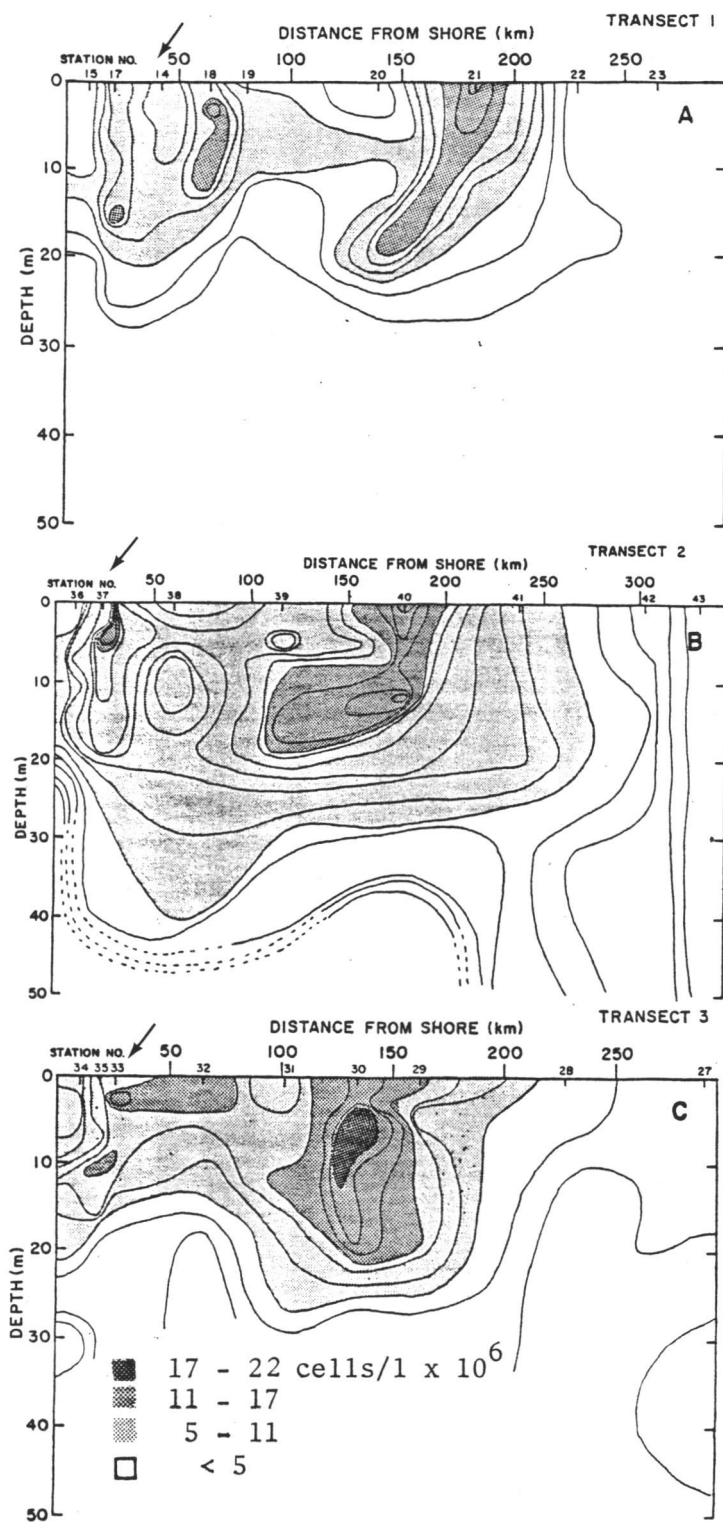 TRANSECT 1
DISTANCE FROM SHORE (km)
STATION NO. 50 100 150 200 250
15 17 14 18 19 20 21 22 23
A
0
10
20
30
40
50
DEPTH (m)
TRANSECT 2
DISTANCE FROM SHORE (km)
STATION NO. 50 100 150 200 250 300
36 37 38 39 40 41 42 43
B
0
10
20
30
40
50
DEPTH (m)
TRANSECT 3
DISTANCE FROM SHORE (km)
STATION NO. 50 100 150 200 250
34 35 33 32 31 30 29 28 27
C
0
10
20
30
40
50
DEPTH (m)
17 - 22 cells/l x 10⁶
11 - 17
5 - 11
< 5